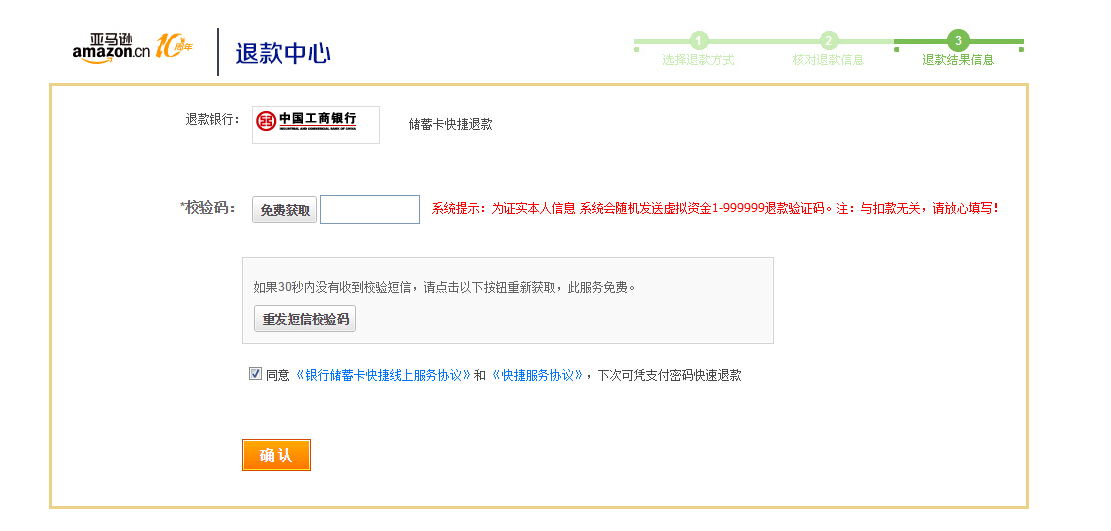 亚马逊
amazon.cn 10周年
退款中心
1 2 3
选择退款方式 核对退款信息 退款结果信息
退款银行： 中国工商银行 储蓄卡快捷退款
INDUSTRIAL AND COMMERCIAL BANK OF CHINA
*校验码： 免费获取 系统提示：为证实本人信息 系统会随机发送虚拟资金1-999999退款验证码。注：与扣款无关，请放心填写！
如果30秒内没有收到校验短信，请点击以下按钮重新获取，此服务免费。
重发短信校验码
同意 《银行储蓄卡快捷线上服务协议》和 《快捷服务协议》，下次可凭支付密码快速退款
确 认